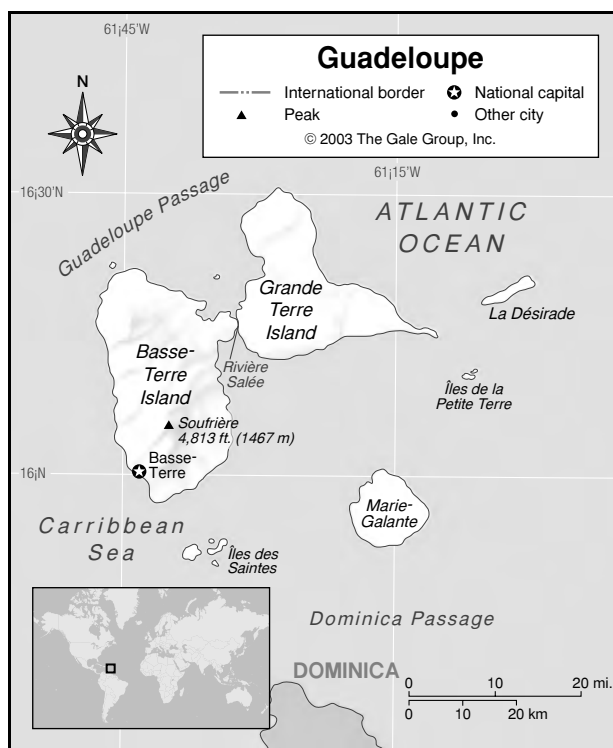 61¡45'W
Guadeloupe
International border
National capital
Peak
Other city
© 2003 The Gale Group, Inc.
N
61¡15'W
16¡30'N
Guadeloupe Passage
ATLANTIC
OCEAN
Grande
Terre
Island
La Désirade
Basse-
Terre
Island
Rivière
Salée
Îles de la
Petite Terre
Soufrière
4,813 ft. (1467 m)
Basse-
Terre
16¡N
Marie-
Galante
Carribbean
Sea
Îles des
Saintes
Dominica Passage
DOMINICA
0 10 20 mi.
0 10 20 km